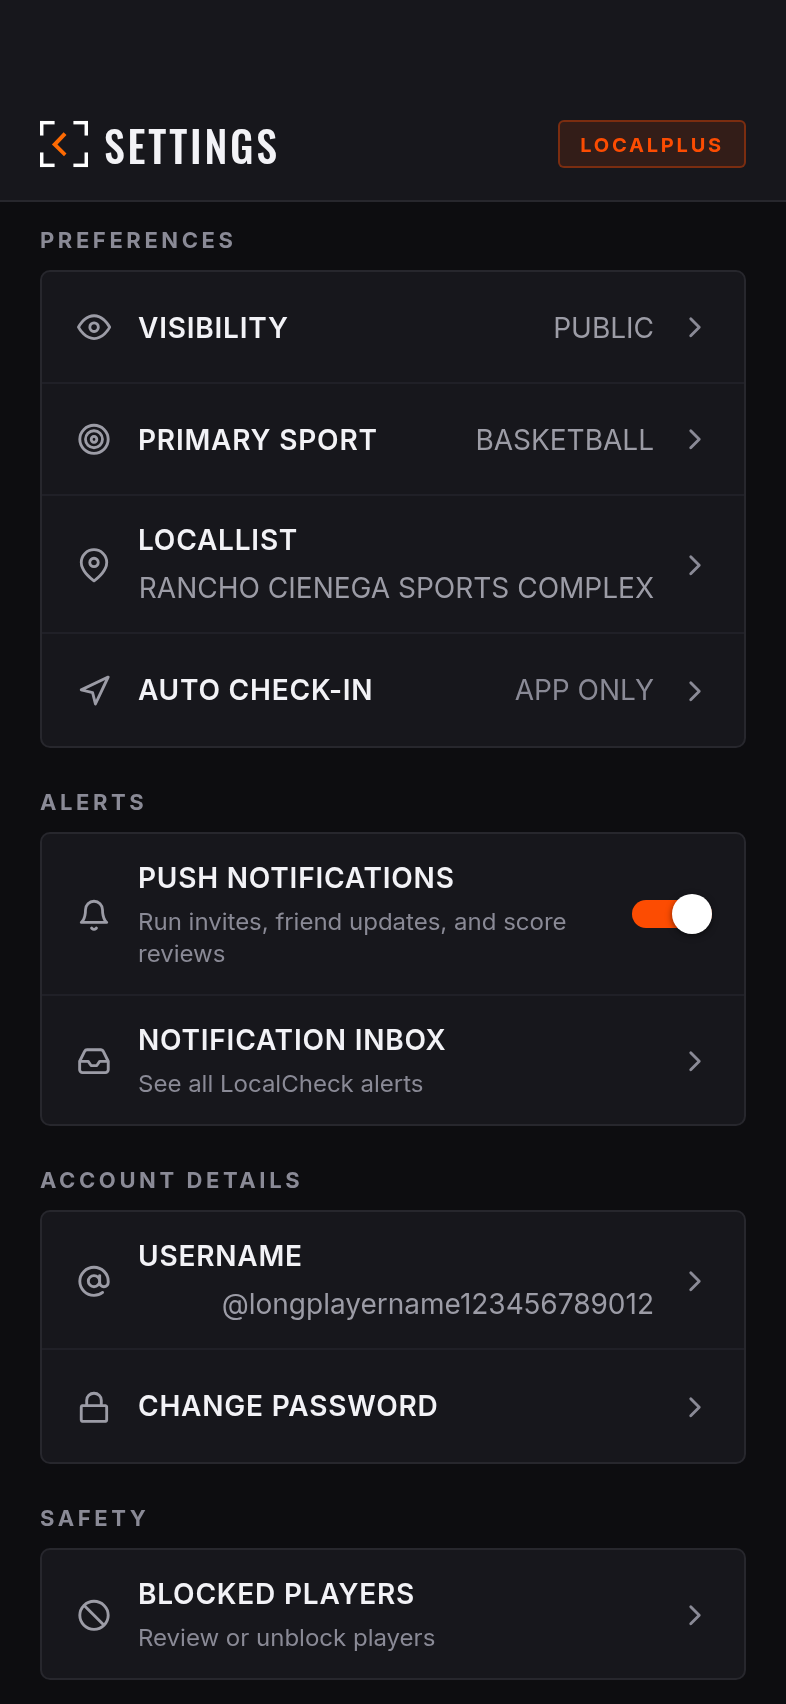 SETTINGS
LOCALPLUS
PREFERENCES
VISIBILITY PUBLIC
PRIMARY SPORT BASKETBALL
LOCALLIST
RANCHO CIENEGA SPORTS COMPLEX
AUTO CHECK-IN APP ONLY
ALERTS
PUSH NOTIFICATIONS
Run invites, friend updates, and score
reviews
NOTIFICATION INBOX
See all LocalCheck alerts
ACCOUNT DETAILS
USERNAME
@longplayername123456789012
CHANGE PASSWORD
SAFETY
BLOCKED PLAYERS
Review or unblock players